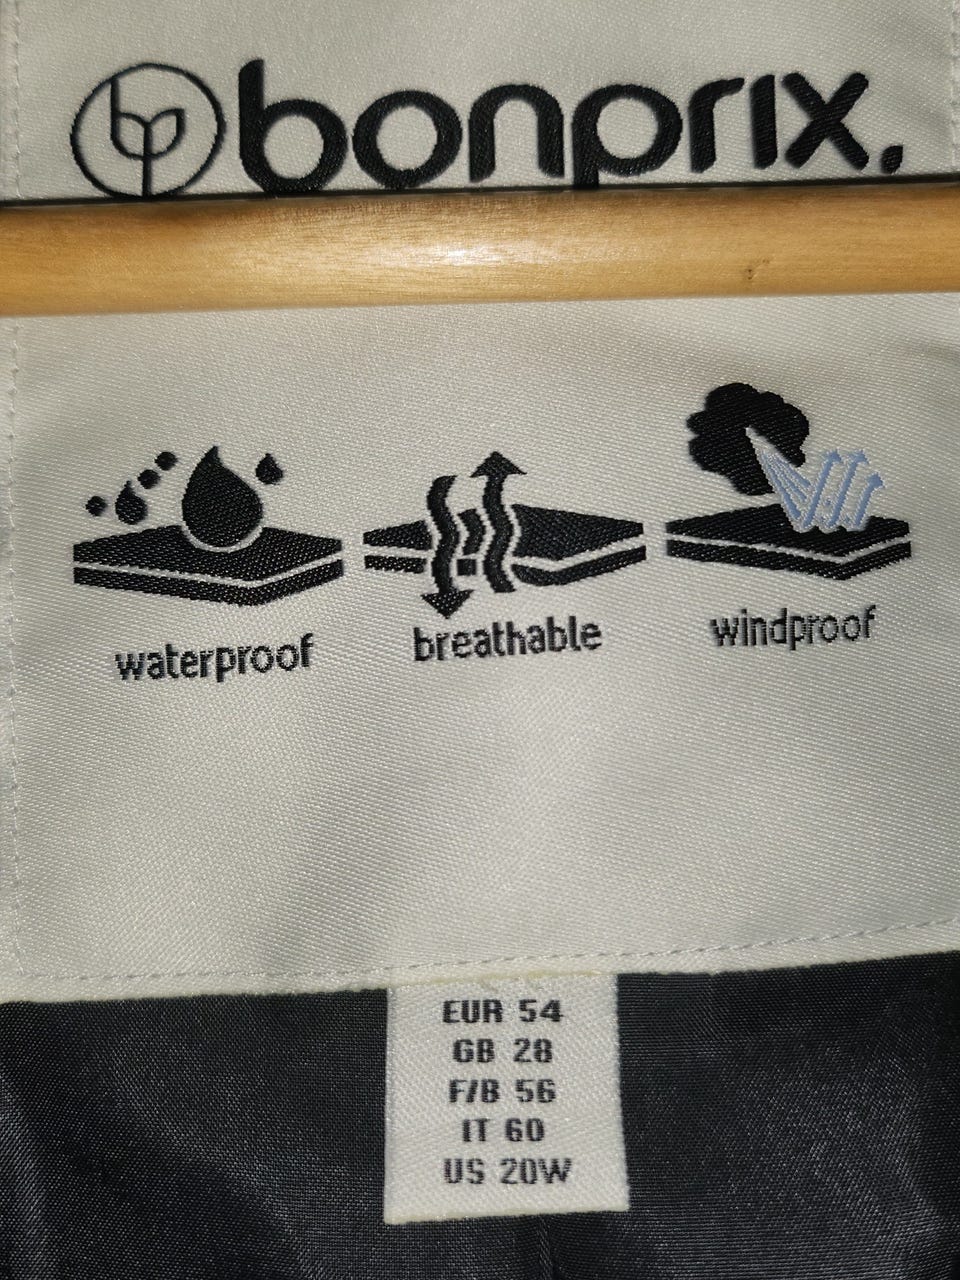 bonprix.
waterproof
breathable
windproof
EUR 54
GB 28
F/B 56
IT 60
US 20W